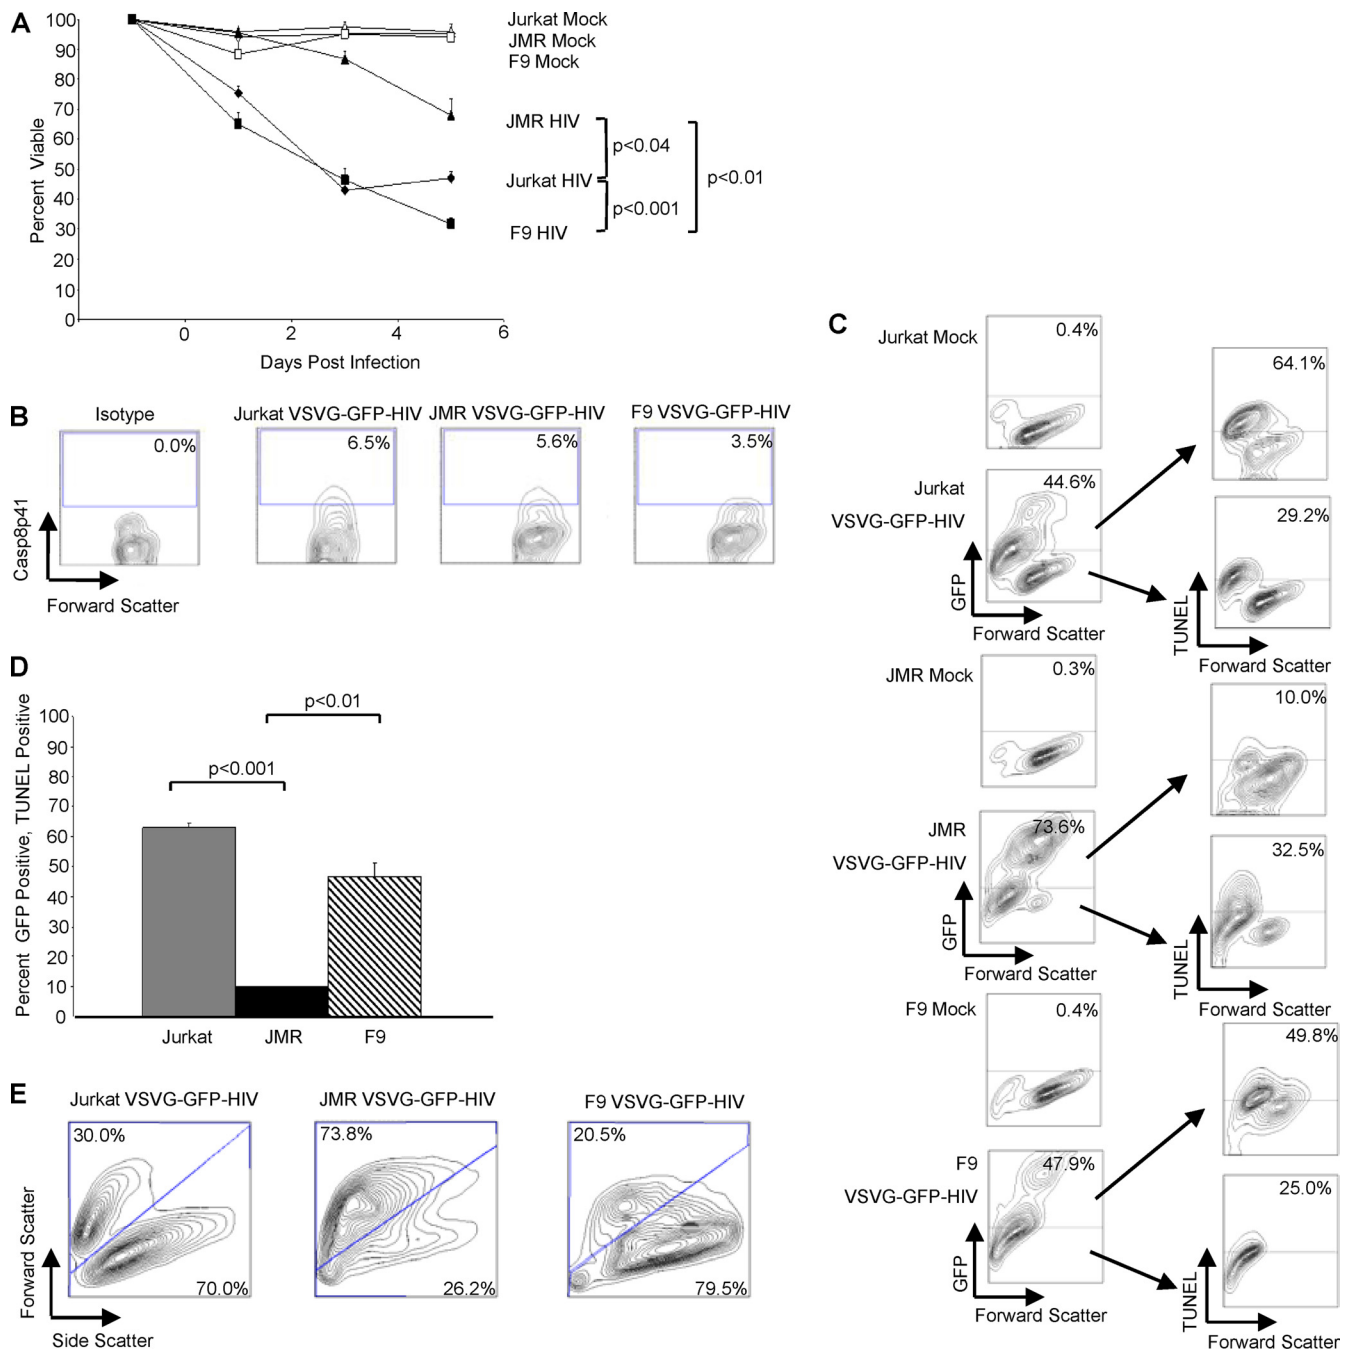 A
Percent Viable
100
90
80
70
60
50
40
30
20
10
0
0
2
4
6
Days Post Infection
Jurkat Mock
JMR Mock
F9 Mock
JMR HIV
Jurkat HIV
F9 HIV
p<0.04
p<0.001
p<0.01
B
Isotype
Jurkat VSVG-GFP-HIV
JMR VSVG-GFP-HIV
F9 VSVG-GFP-HIV
0.0%
6.5%
5.6%
3.5%
Casp8p41
Forward Scatter
C
Jurkat Mock
0.4%
64.1%
Jurkat
VSVG-GFP-HIV
44.6%
29.2%
GFP
Forward Scatter
TUNEL
Forward Scatter
JMR Mock
0.3%
10.0%
JMR
VSVG-GFP-HIV
73.6%
32.5%
GFP
Forward Scatter
TUNEL
Forward Scatter
F9 Mock
0.4%
49.8%
F9
VSVG-GFP-HIV
47.9%
25.0%
GFP
Forward Scatter
TUNEL
Forward Scatter
D
Percent GFP Positive, TUNEL Positive
100
90
80
70
60
50
40
30
20
10
0
p<0.001
p<0.01
Jurkat
JMR
F9
E
Jurkat VSVG-GFP-HIV
JMR VSVG-GFP-HIV
F9 VSVG-GFP-HIV
30.0%
70.0%
73.8%
26.2%
20.5%
79.5%
Forward Scatter
Side Scatter